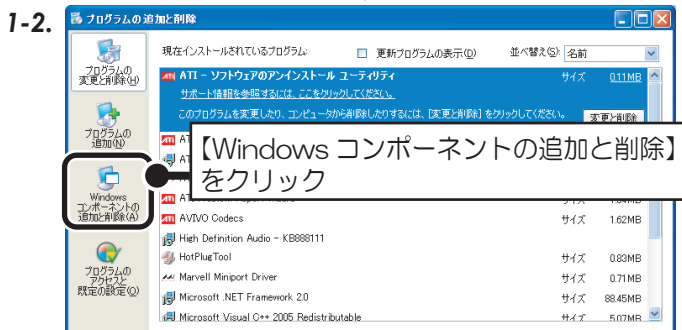 1-2.
プログラムの追加と削除
現在インストールされているプログラム:
更新プログラムの表示(D)
並べ替え(S): 名前
プログラムの
変更と削除(H)
ATI - ソフトウェアのアンインストール ユーティリティ
サイズ 0.11MB
サポート情報を参照するには、ここをクリックしてください。
このプログラムを変更したり、コンピュータから削除したりするには、[変更と削除] をクリックしてください。
変更と削除
プログラムの
追加(N)
【Windows コンポーネントの追加と削除】
をクリック
Windows
コンポーネントの
追加と削除(A)
AVIVO Codecs
サイズ 1.62MB
High Definition Audio - KB888111
HotPlugTool
サイズ 0.83MB
プログラムの
アクセスと
既定の設定(O)
Marvell Miniport Driver
サイズ 0.71MB
Microsoft .NET Framework 2.0
サイズ 88.45MB
Microsoft Visual C++ 2005 Redistributable
サイズ 5.07MB